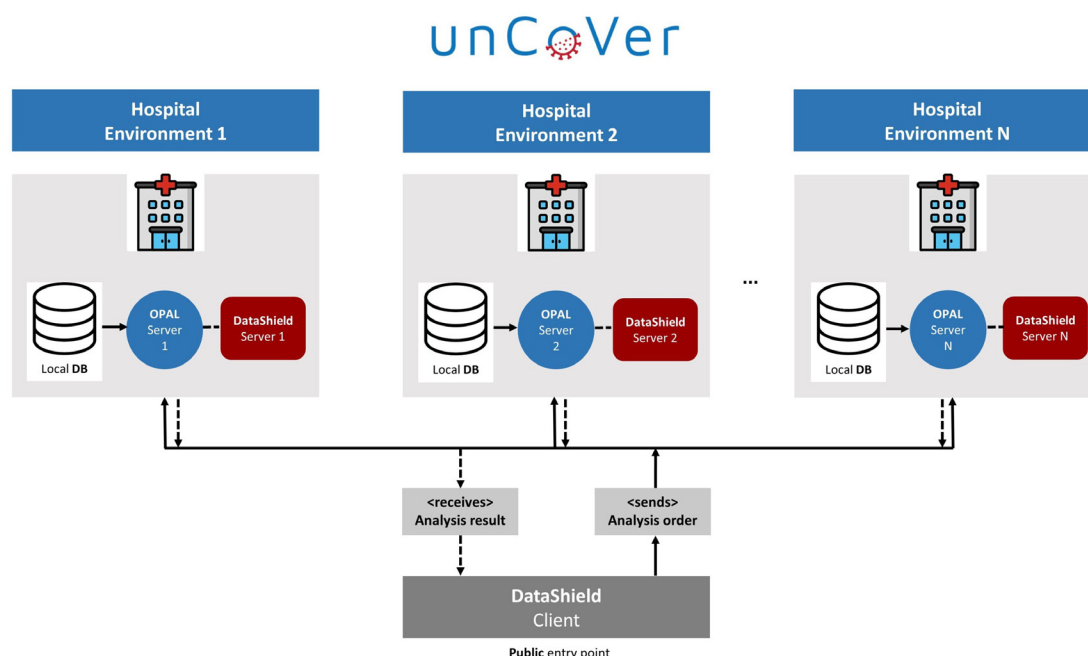 unCoVer
Hospital
Environment 1
Hospital
Environment 2
Hospital
Environment N
OPAL
Server
1
DataShield
Server 1
Local DB
OPAL
Server
2
DataShield
Server 2
Local DB
...
OPAL
Server
N
DataShield
Server N
Local DB
<receives>
Analysis result
<sends>
Analysis order
DataShield
Client
Public entry point